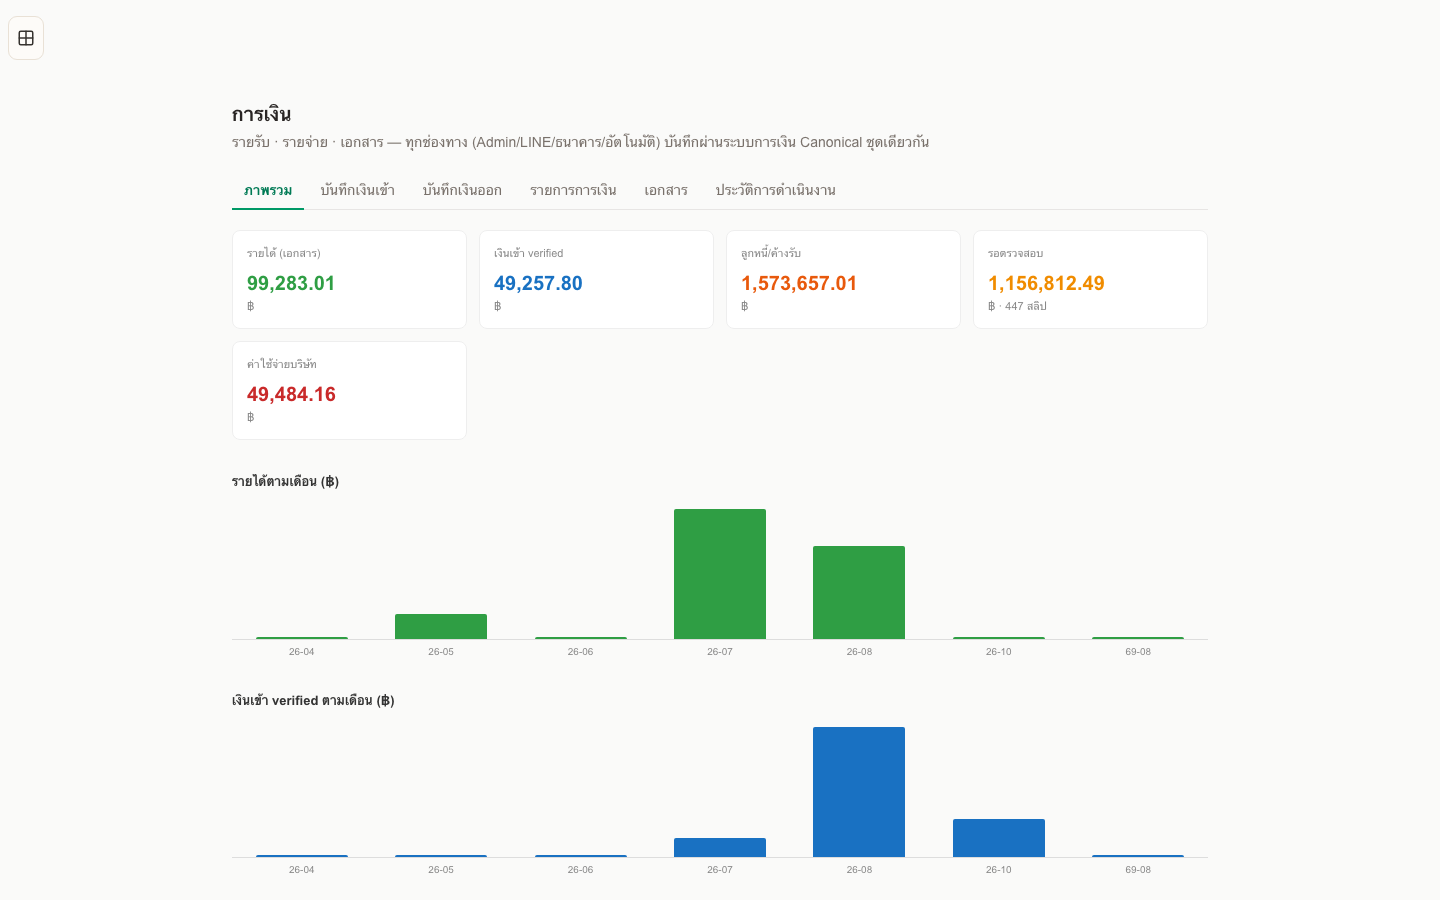 การเงิน
รายรับ · รายจ่าย · เอกสาร — ทุกช่องทาง (Admin/LINE/ธนาคาร/อัตโนมัติ) บันทึกผ่านระบบการเงิน Canonical ชุดเดียวกัน
ภาพรวม บันทึกเงินเข้า บันทึกเงินออก รายการการเงิน เอกสาร ประวัติการดำเนินงาน
รายได้ (เอกสาร)
99,283.01
฿
เงินเข้า verified
49,257.80
฿
ลูกหนี้/ค้างรับ
1,573,657.01
฿
รอตรวจสอบ
1,156,812.49
฿ · 447 สลิป
ค่าใช้จ่ายบริษัท
49,484.16
฿
รายได้ตามเดือน (฿)
26-04 26-05 26-06 26-07 26-08 26-10 69-08
เงินเข้า verified ตามเดือน (฿)
26-04 26-05 26-06 26-07 26-08 26-10 69-08